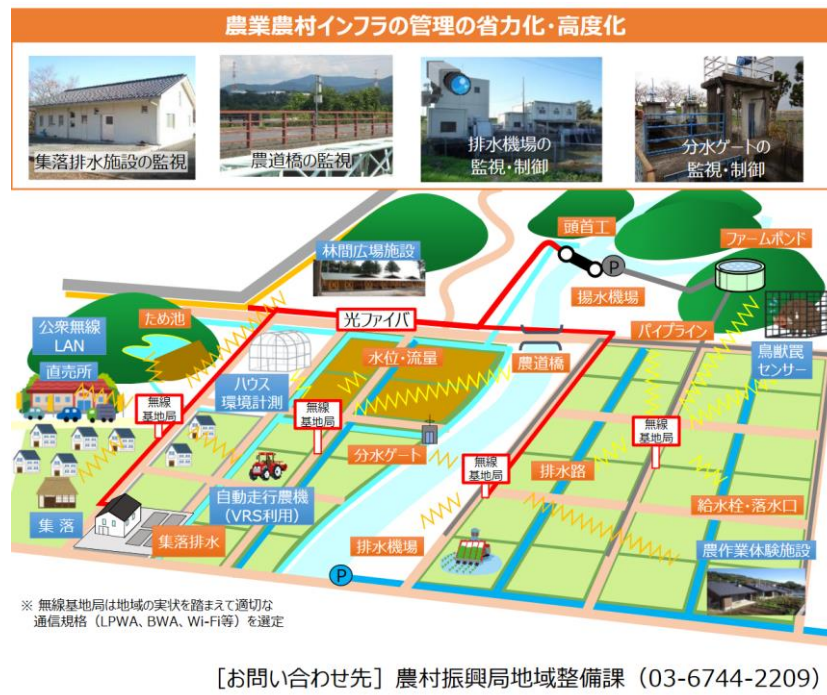 農業農村インフラの管理の省力化・高度化
集落排水施設の監視
農道橋の監視
排水機場の
監視・制御
分水ゲートの
監視・制御
頭首工
ファームポンド
林間広場施設
P
揚水機場
公衆無線
LAN
ため池
光ファイバ
パイプライン
直売所
ハウス
環境計測
水位・流量
農道橋
鳥獣罠
センサー
無線
基地局
無線
基地局
無線
基地局
分水ゲート
無線
基地局
排水路
自動走行農機
(VRS利用)
給水栓・落水口
集落
集落排水
排水機場
農作業体験施設
P
※ 無線基地局は地域の実状を踏まえて適切な
通信規格(LPWA、BWA、Wi-Fi等)を選定
[お問い合わせ先] 農村振興局地域整備課(03-6744-2209)